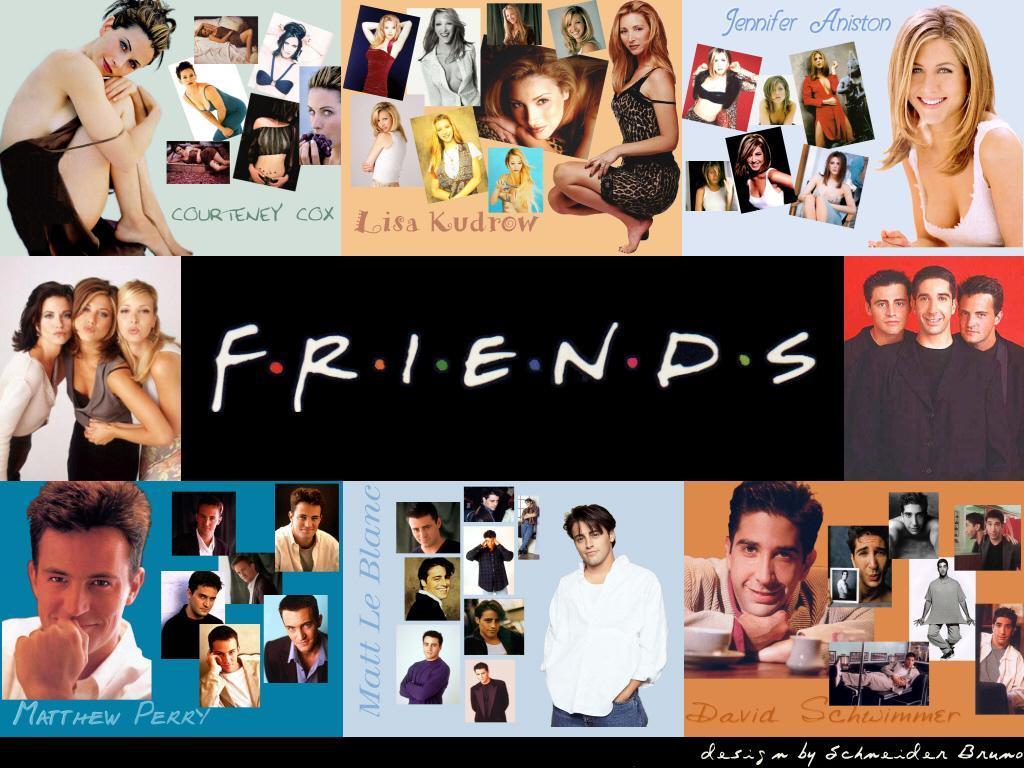 Jennifer Aniston
COURTENEY COX
Lisa Kudrow
F·R·I·E·N·D·S
Matt Le Blanc
MATTHEW PERRY
David Schwimmer
design by Schneider Bruno